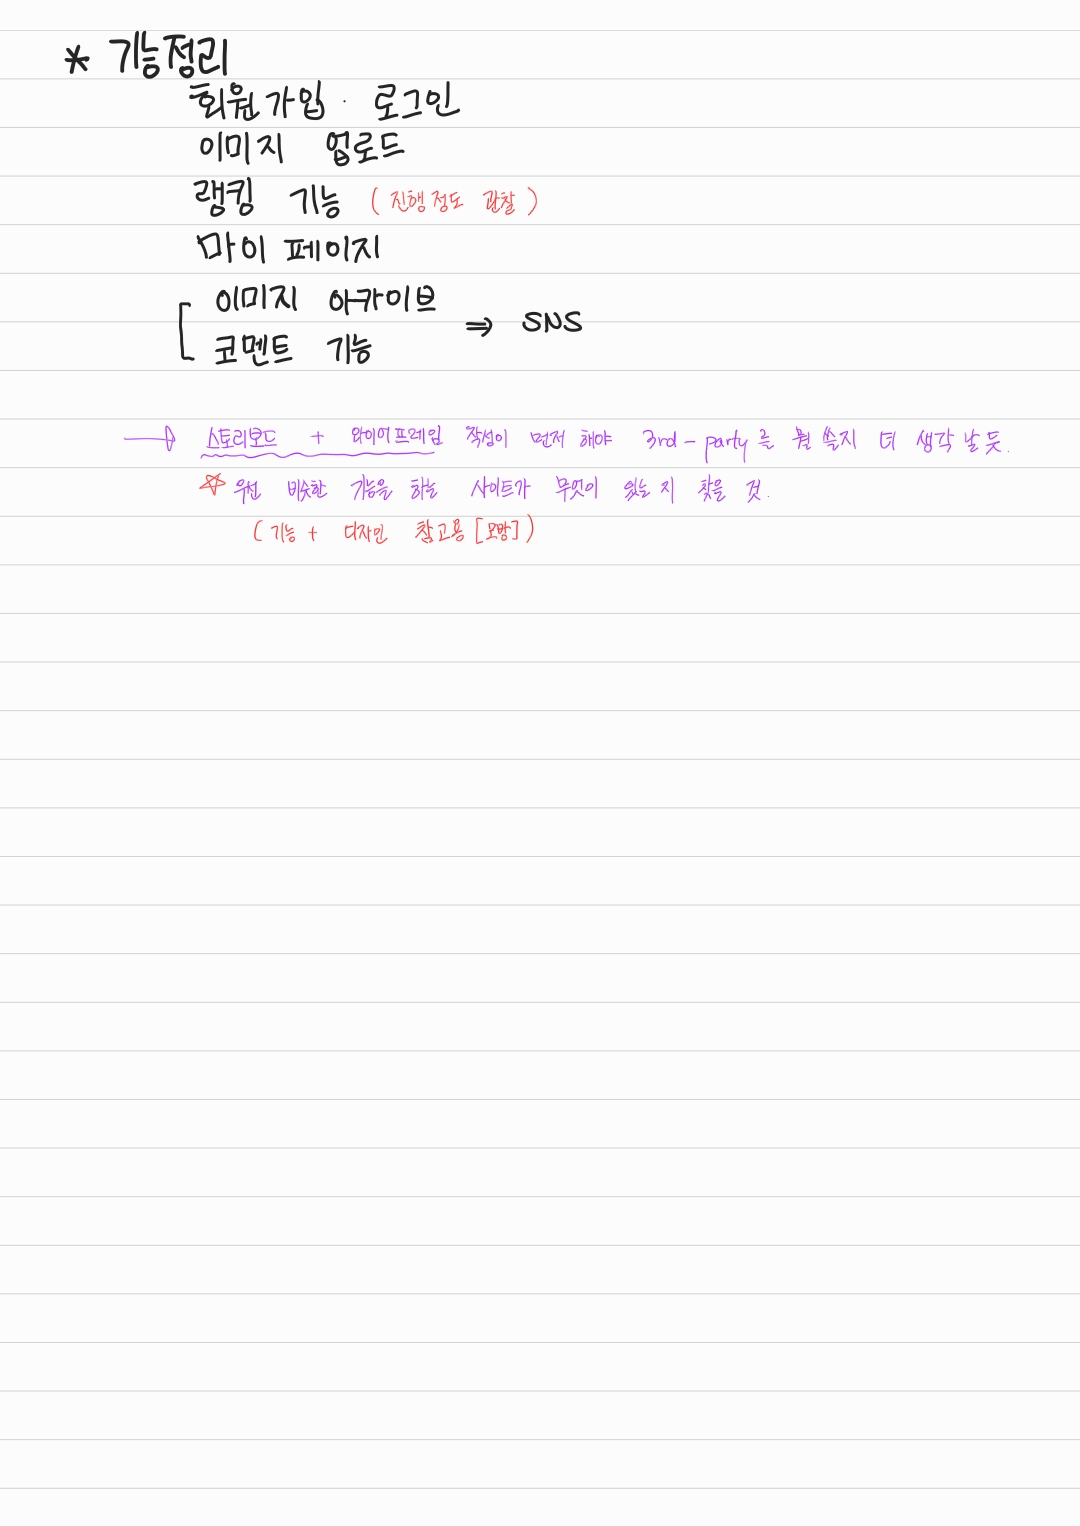 * 기능정리
회원가입 · 로그인
이미지 업로드
랭킹 기능 (진행정도 관찰)
마이 페이지
이미지 아카이브
코멘트 기능 ⇒ SNS
→ 스토리보드 + 와이어프레임 작성이 먼저 해야 3rd-party를 뭘 쓸지 더 생각 날 듯.
☆ 우선 비슷한 기능을 하는 사이트가 무엇이 있는 지 찾을 것.
(기능 + 디자인 참고용 [모방])